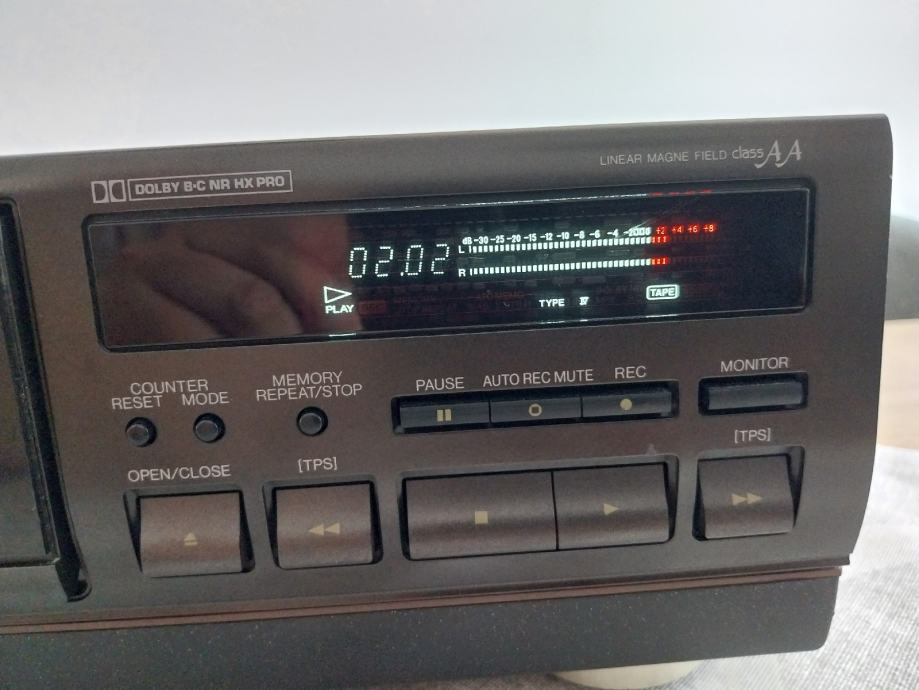 LINEAR MAGNE FIELD class AA
DOLBY B·C NR HX PRO
dB -30 -25 -20 -15 -12 -10 -8 -6 -4 -2 0 +2 +4 +6 +8
L
02.02
R
PLAY
TYPE IV
TAPE
COUNTER
RESET MODE
MEMORY
REPEAT/STOP
PAUSE AUTO REC MUTE REC
MONITOR
OPEN/CLOSE
[TPS]
[TPS]